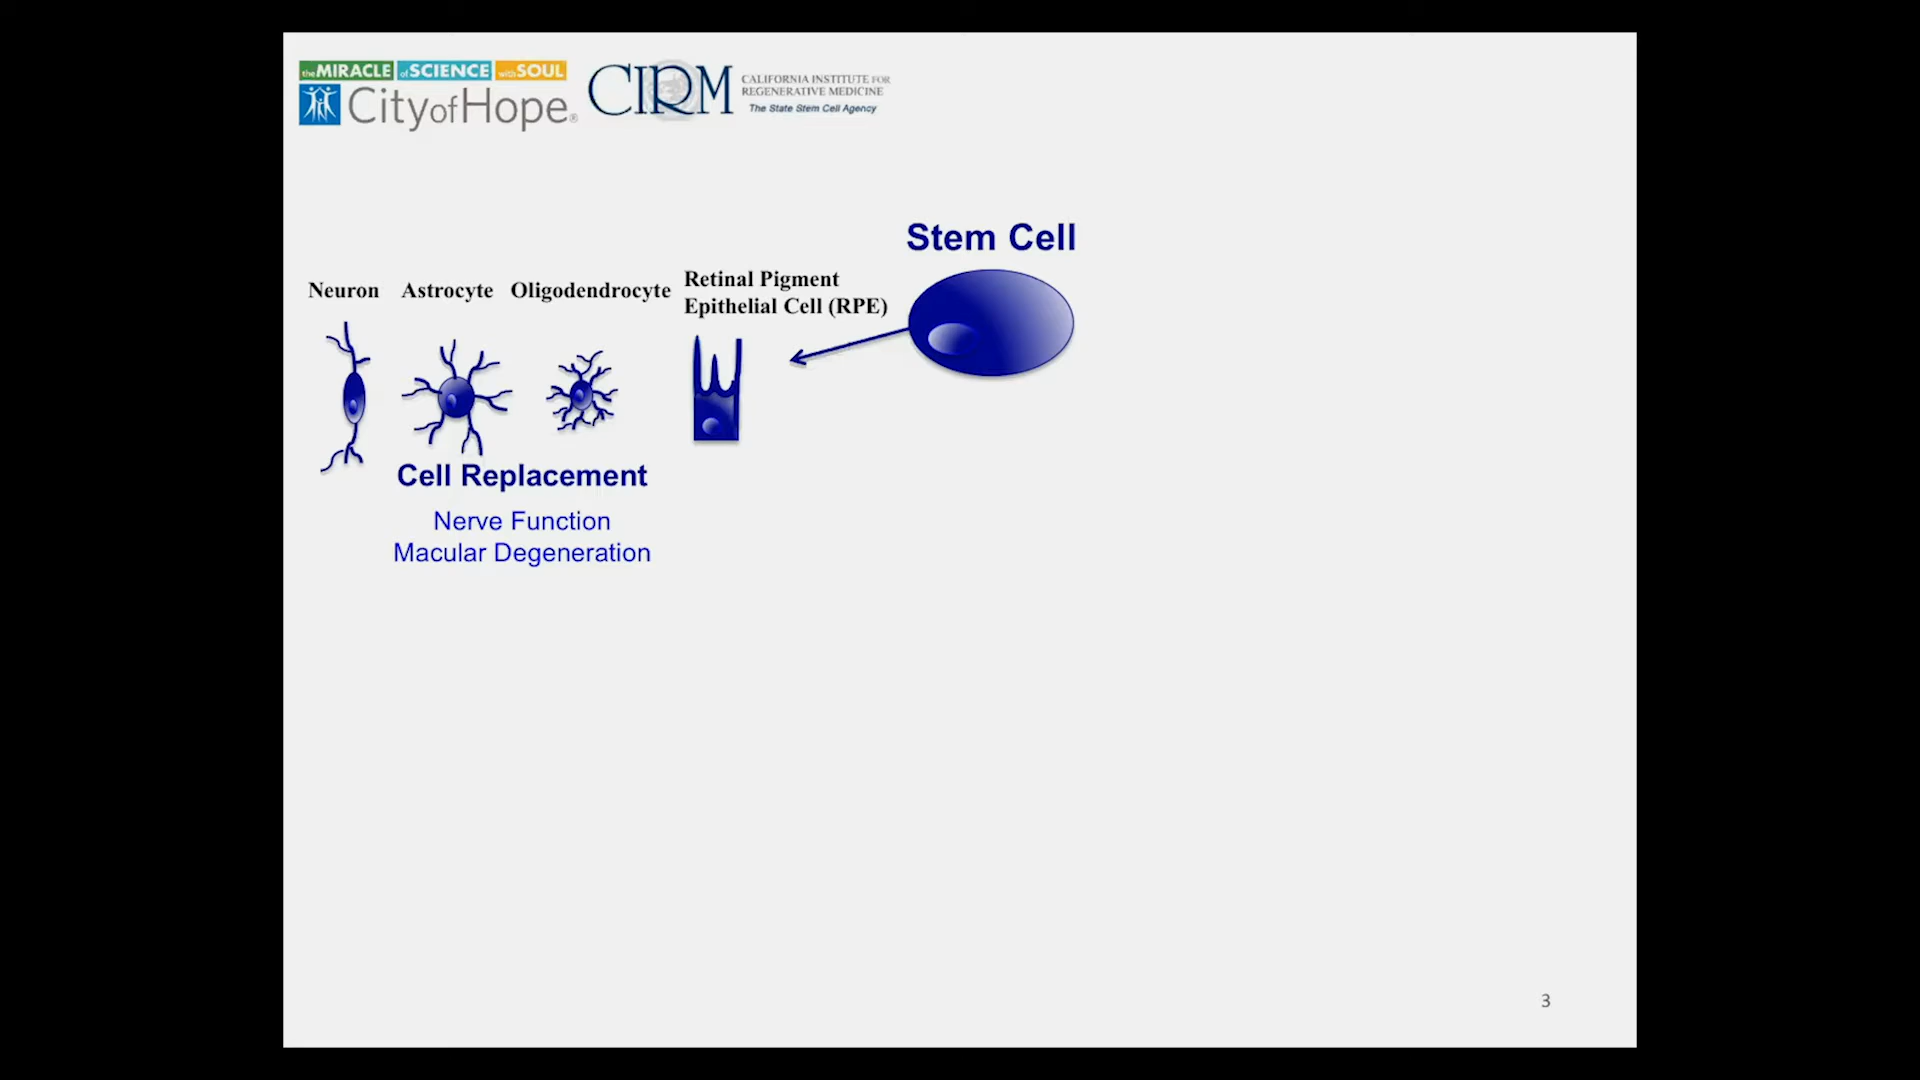 the MIRACLE of SCIENCE with SOUL
City of Hope®
CIRM
CALIFORNIA INSTITUTE FOR
REGENERATIVE MEDICINE
The State Stem Cell Agency
Stem Cell
Neuron Astrocyte Oligodendrocyte
Retinal Pigment
Epithelial Cell (RPE)
Cell Replacement
Nerve Function
Macular Degeneration
3